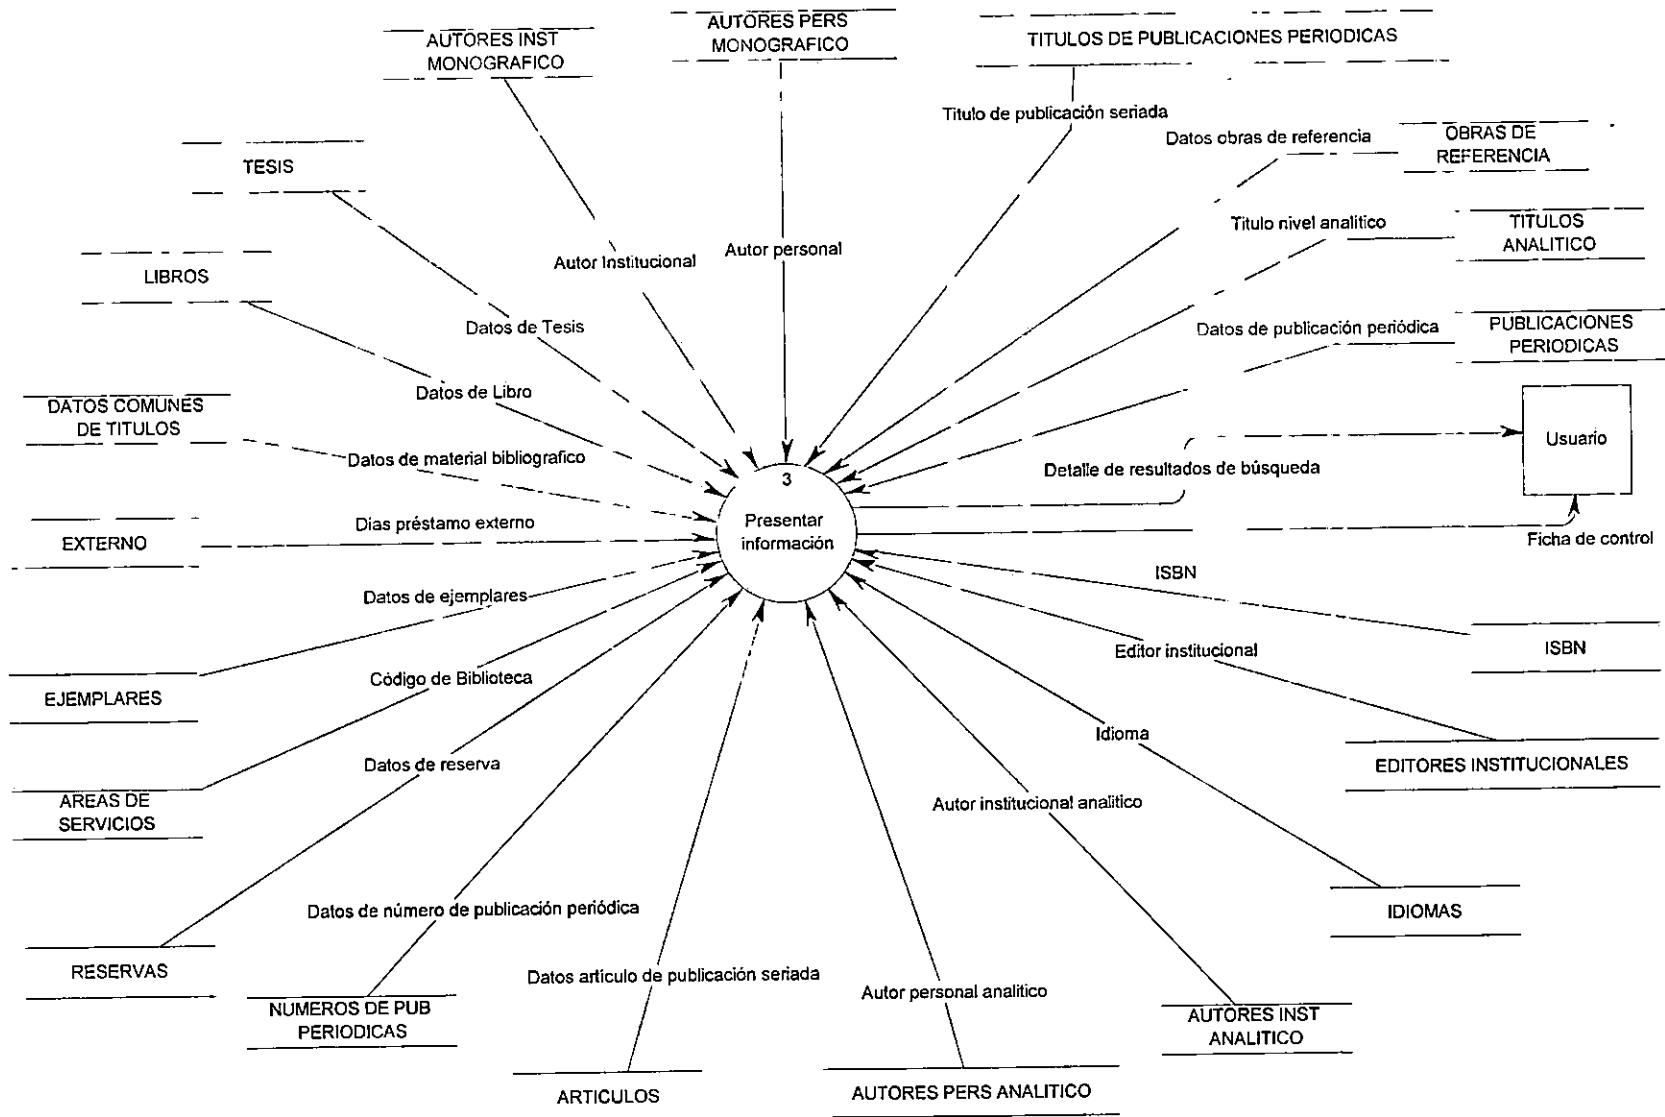 AUTORES INST
MONOGRAFICO
AUTORES PERS
MONOGRAFICO
TITULOS DE PUBLICACIONES PERIODICAS
Titulo de publicación seriada
Datos obras de referencia
OBRAS DE
REFERENCIA
TESIS
Autor Institucional
Autor personal
Titulo nivel analitico
TITULOS
ANALITICO
LIBROS
Datos de Tesis
Datos de publicación periódica
PUBLICACIONES
PERIODICAS
Datos de Libro
DATOS COMUNES
DE TITULOS
Datos de material bibliografico
Detalle de resultados de búsqueda
Usuario
3
Presentar
información
Dias préstamo externo
EXTERNO
Ficha de control
ISBN
Datos de ejemplares
Editor institucional
ISBN
EJEMPLARES
Código de Biblioteca
Idioma
Datos de reserva
EDITORES INSTITUCIONALES
AREAS DE
SERVICIOS
Autor institucional analitico
Datos de número de publicación periódica
IDIOMAS
RESERVAS
Datos artículo de publicación seriada
Autor personal analitico
NUMEROS DE PUB
PERIODICAS
AUTORES INST
ANALITICO
ARTICULOS
AUTORES PERS ANALITICO